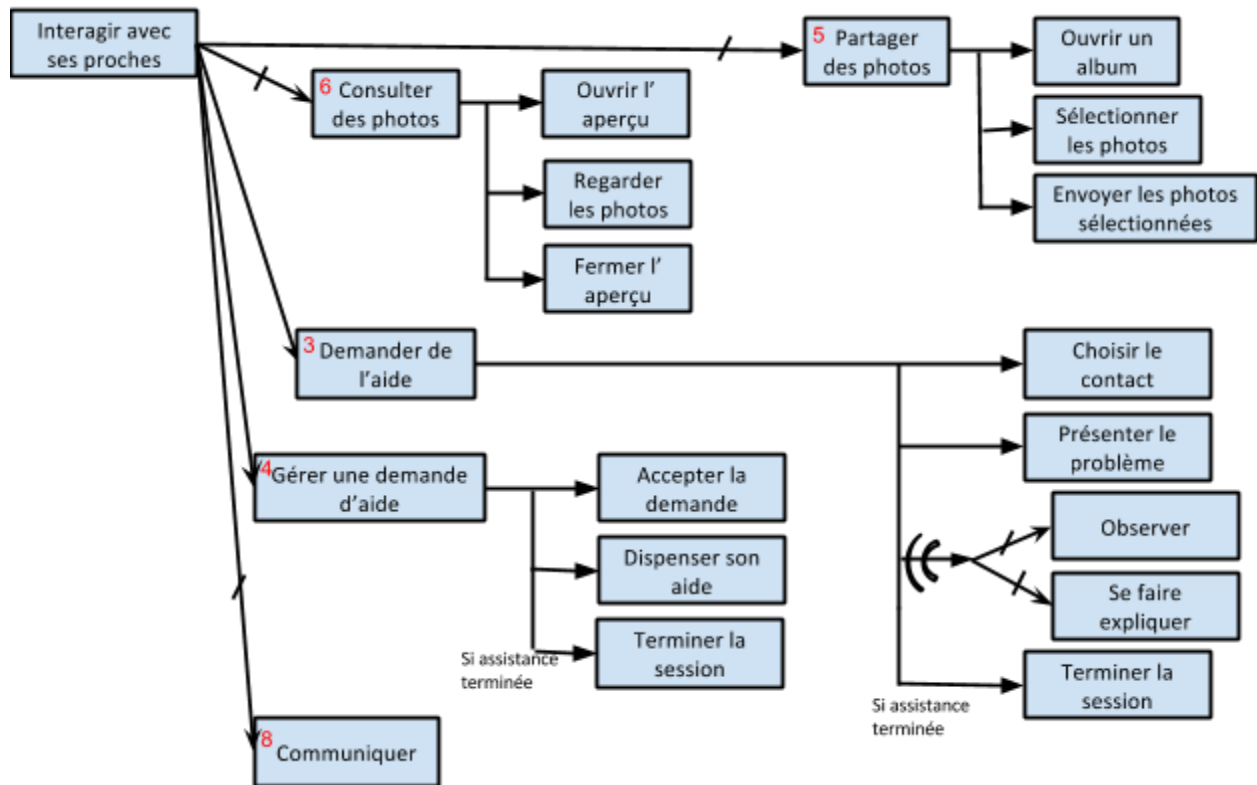 Interagir avec
ses proches
5 Partager
des photos
Ouvrir un
album
Sélectionner
les photos
Envoyer les photos
sélectionnées
6 Consulter
des photos
Ouvrir l’
aperçu
Regarder
les photos
Fermer l’
aperçu
3 Demander de
l’aide
Choisir le
contact
Présenter le
problème
Observer
Se faire
expliquer
Si assistance
terminée
Terminer la
session
4 Gérer une demande
d’aide
Accepter la
demande
Dispenser son
aide
Si assistance
terminée
Terminer la
session
8 Communiquer